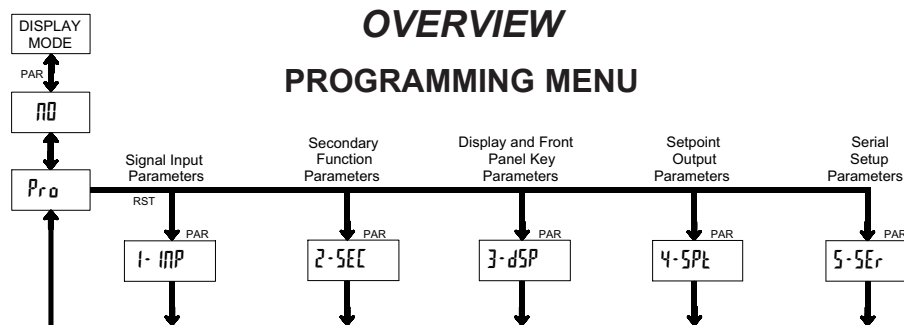 OVERVIEW
PROGRAMMING MENU
DISPLAY
MODE
PAR
NO
Pro
RST
Signal Input
Parameters
Secondary
Function
Parameters
Display and Front
Panel Key
Parameters
Setpoint
Output
Parameters
Serial
Setup
Parameters
PAR
PAR
PAR
PAR
PAR
1-INP
2-SEC
3-dSP
4-SPt
5-SEr